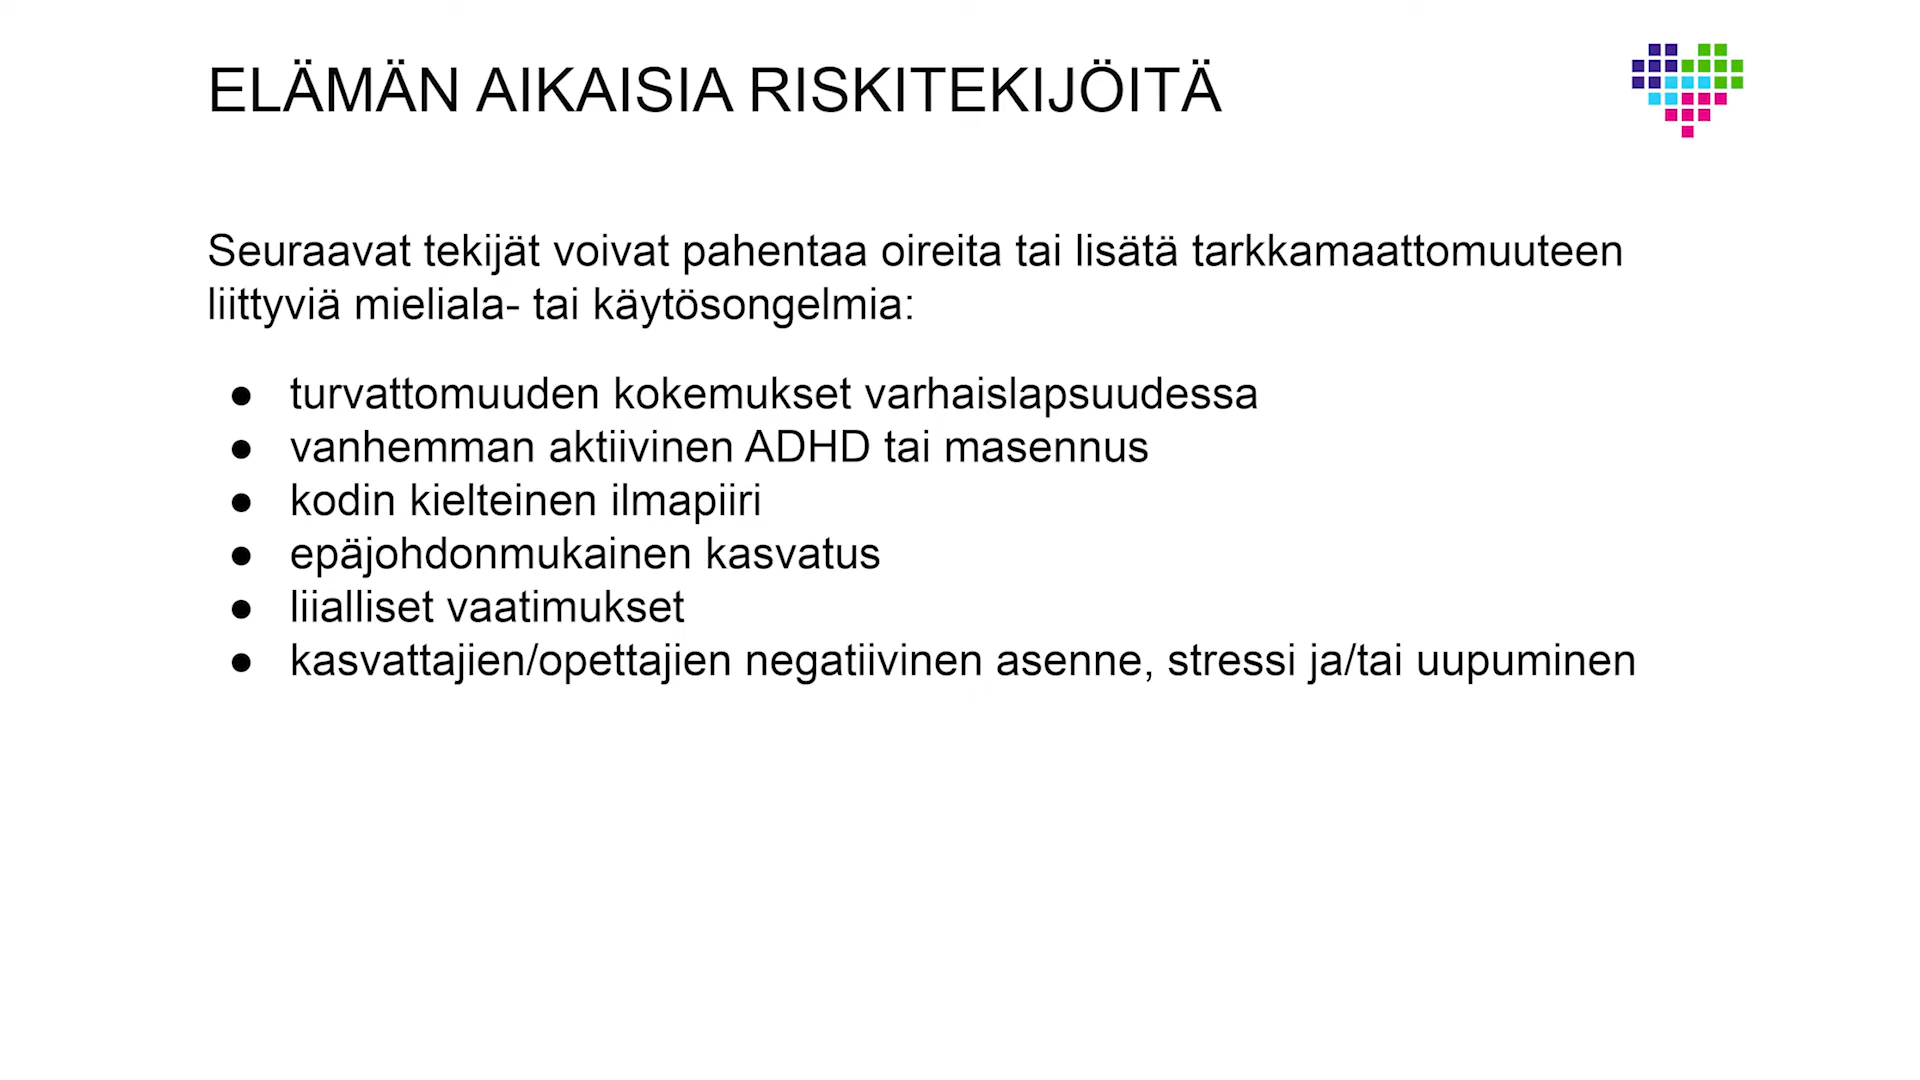 ELÄMÄN AIKAISIA RISKITEKIJÖITÄ
Seuraavat tekijät voivat pahentaa oireita tai lisätä tarkkamaattomuuteen
liittyviä mieliala- tai käytösongelmia:
● turvattomuuden kokemukset varhaislapsuudessa
● vanhemman aktiivinen ADHD tai masennus
● kodin kielteinen ilmapiiri
● epäjohdonmukainen kasvatus
● liialliset vaatimukset
● kasvattajien/opettajien negatiivinen asenne, stressi ja/tai uupuminen